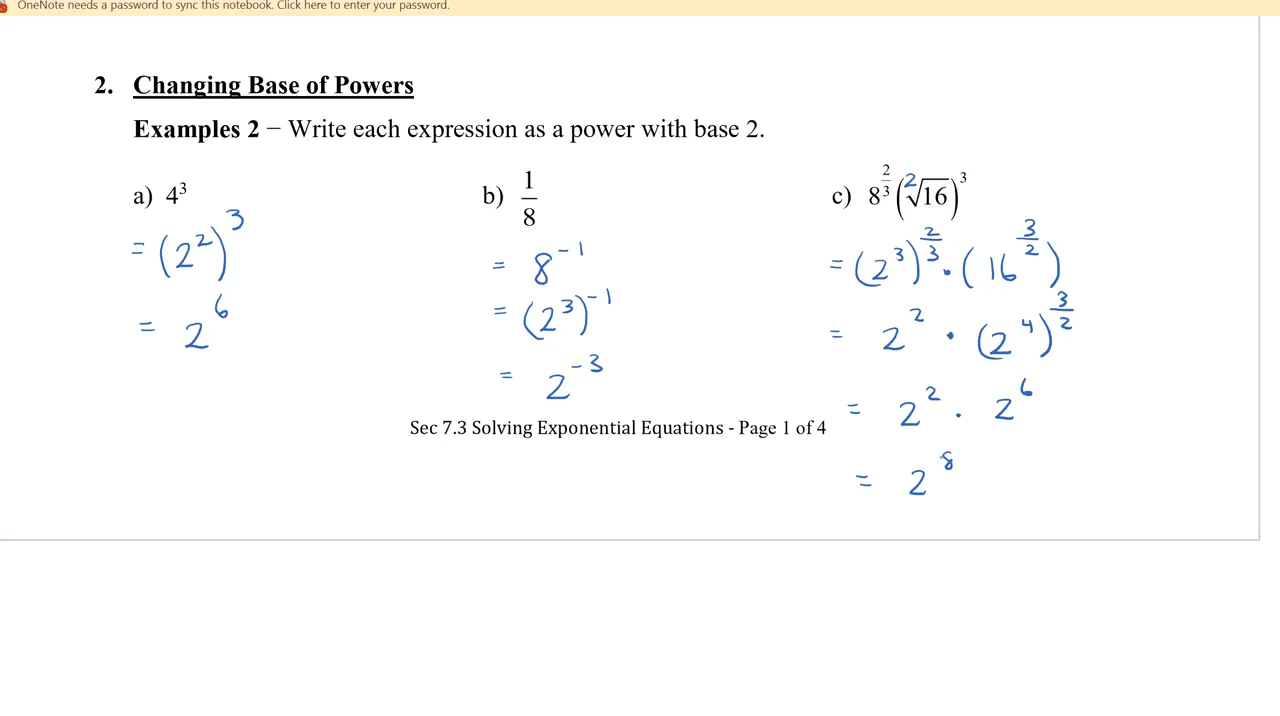 OneNote needs a password to sync this notebook. Click here to enter your password.
2. Changing Base of Powers
Examples 2 − Write each expression as a power with base 2.
a) 4³
= (2²)³
= 2⁶
b) 1/8
= 8⁻¹
= (2³)⁻¹
= 2⁻³
c) 8^(2/3) (²√16)³
= (2³)^(2/3) · (16^(3/2))
= 2² · (2⁴)^(3/2)
= 2² · 2⁶
= 2⁸
Sec 7.3 Solving Exponential Equations - Page 1 of 4